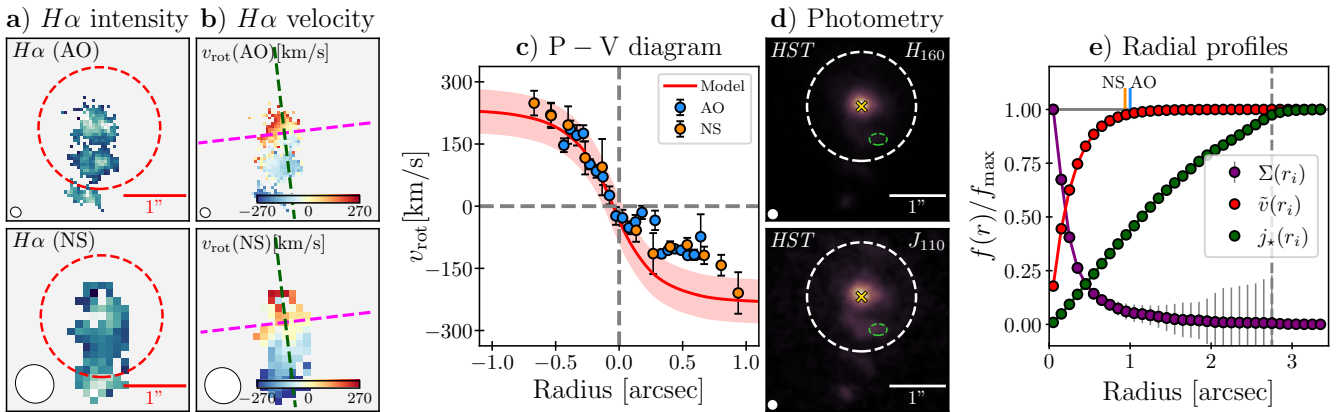 a) Hα intensity
Hα (AO)
1”
Hα (NS)
1”
b) Hα velocity
v_rot(AO)[km/s]
−270 0 270
v_rot(NS)[km/s]
−270 0 270
c) P − V diagram
v_rot[km/s]
300
150
0
−150
−300
Model
AO
NS
−1.0 −0.5 0.0 0.5 1.0
Radius [arcsec]
d) Photometry
HST H_160
1”
HST J_110
1”
e) Radial profiles
NS AO
f(r)/f_max
1.00
0.75
0.50
0.25
0.00
Σ(r_i)
ṽ(r_i)
j_⋆(r_i)
0 1 2 3
Radius [arcsec]